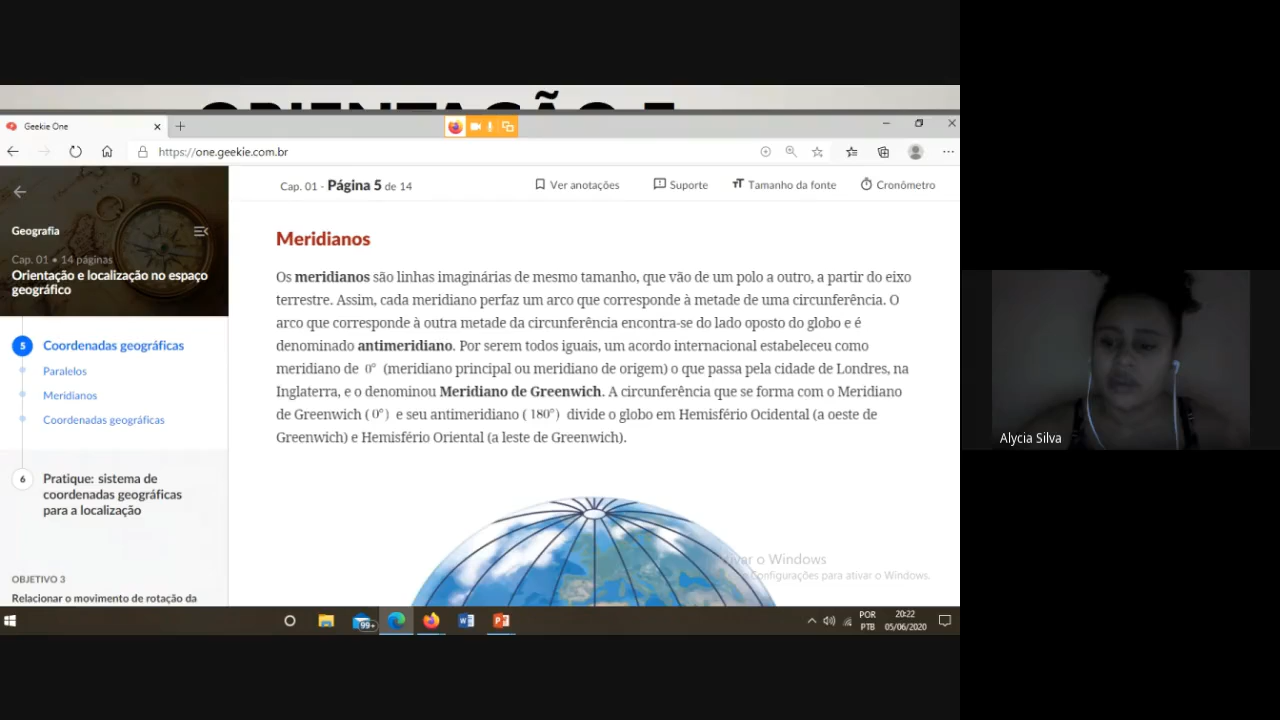 ORIENTAÇÃO E
Geekie One
https://one.geekie.com.br
Cap. 01 - Página 5 de 14
Ver anotações
Suporte
Tamanho da fonte
Cronômetro
Geografia
Cap. 01 • 14 páginas
Orientação e localização no espaço
geográfico
5 Coordenadas geográficas
Paralelos
Meridianos
Coordenadas geográficas
6 Pratique: sistema de
coordenadas geográficas
para a localização
OBJETIVO 3
Relacionar o movimento de rotação da
Meridianos
Os meridianos são linhas imaginárias de mesmo tamanho, que vão de um polo a outro, a partir do eixo
terrestre. Assim, cada meridiano perfaz um arco que corresponde à metade de uma circunferência. O
arco que corresponde à outra metade da circunferência encontra-se do lado oposto do globo e é
denominado antimeridiano. Por serem todos iguais, um acordo internacional estabeleceu como
meridiano de 0° (meridiano principal ou meridiano de origem) o que passa pela cidade de Londres, na
Inglaterra, e o denominou Meridiano de Greenwich. A circunferência que se forma com o Meridiano
de Greenwich ( 0° ) e seu antimeridiano ( 180° ) divide o globo em Hemisfério Ocidental (a oeste de
Greenwich) e Hemisfério Oriental (a leste de Greenwich).
o Windows
Configurações para ativar o Windows.
99+
POR
PTB
20:22
05/06/2020
Alycia Silva